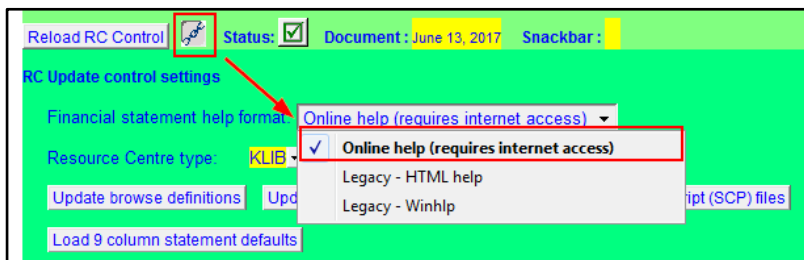 Reload RC Control Status: Document : June 13, 2017 Snackbar :
RC Update control settings
Financial statement help format: Online help (requires internet access)
Online help (requires internet access)
Resource Centre type: KLIB
Legacy - HTML help
Update browse definitions Upd ript (SCP) files
Legacy - Winhlp
Load 9 column statement defaults